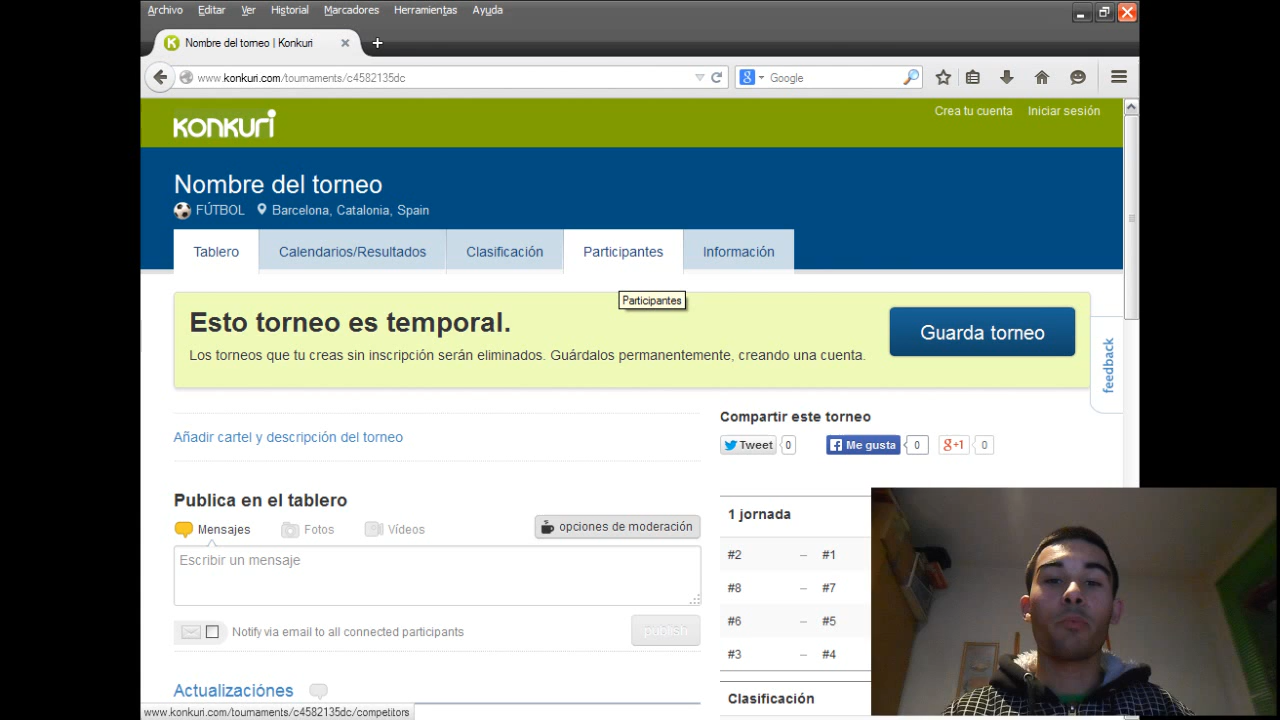 Archivo Editar Ver Historial Marcadores Herramientas Ayuda
Nombre del torneo | Konkuri
www.konkuri.com/tournaments/c4582135dc
Google
Crea tu cuenta Iniciar sesión
KONKURI
Nombre del torneo
FÚTBOL Barcelona, Catalonia, Spain
Tablero Calendarios/Resultados Clasificación Participantes Información
Participantes
Esto torneo es temporal.
Los torneos que tu creas sin inscripción serán eliminados. Guárdalos permanentemente, creando una cuenta.
Guarda torneo
feedback
Añadir cartel y descripción del torneo
Compartir este torneo
Tweet 0 Me gusta 0 +1 0
Publica en el tablero
Mensajes Fotos Vídeos opciones de moderación
Escribir un mensaje
Notify via email to all connected participants publish
1 jornada
#2 – #1
#8 – #7
#6 – #5
#3 – #4
Actualizaciónes
Clasificación
www.konkuri.com/tournaments/c4582135dc/competitors